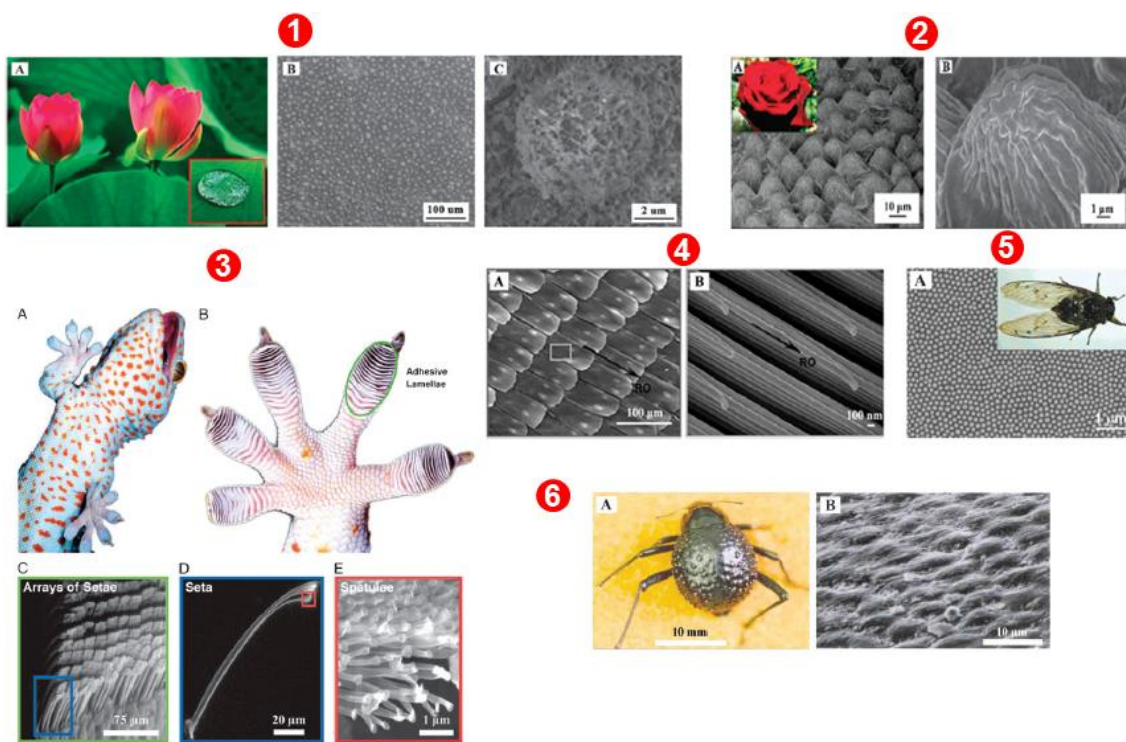 1
A
B
100 um
C
2 um
2
A
10 μm
B
1 μm
3
A
B
Adhesive
Lamellae
C
Arrays of Setae
75 μm
D
Seta
20 μm
E
Spatulae
1 μm
4
A
RO
100 μm
B
RO
100 nm
5
A
1 μm
6
A
10 mm
B
10 μm